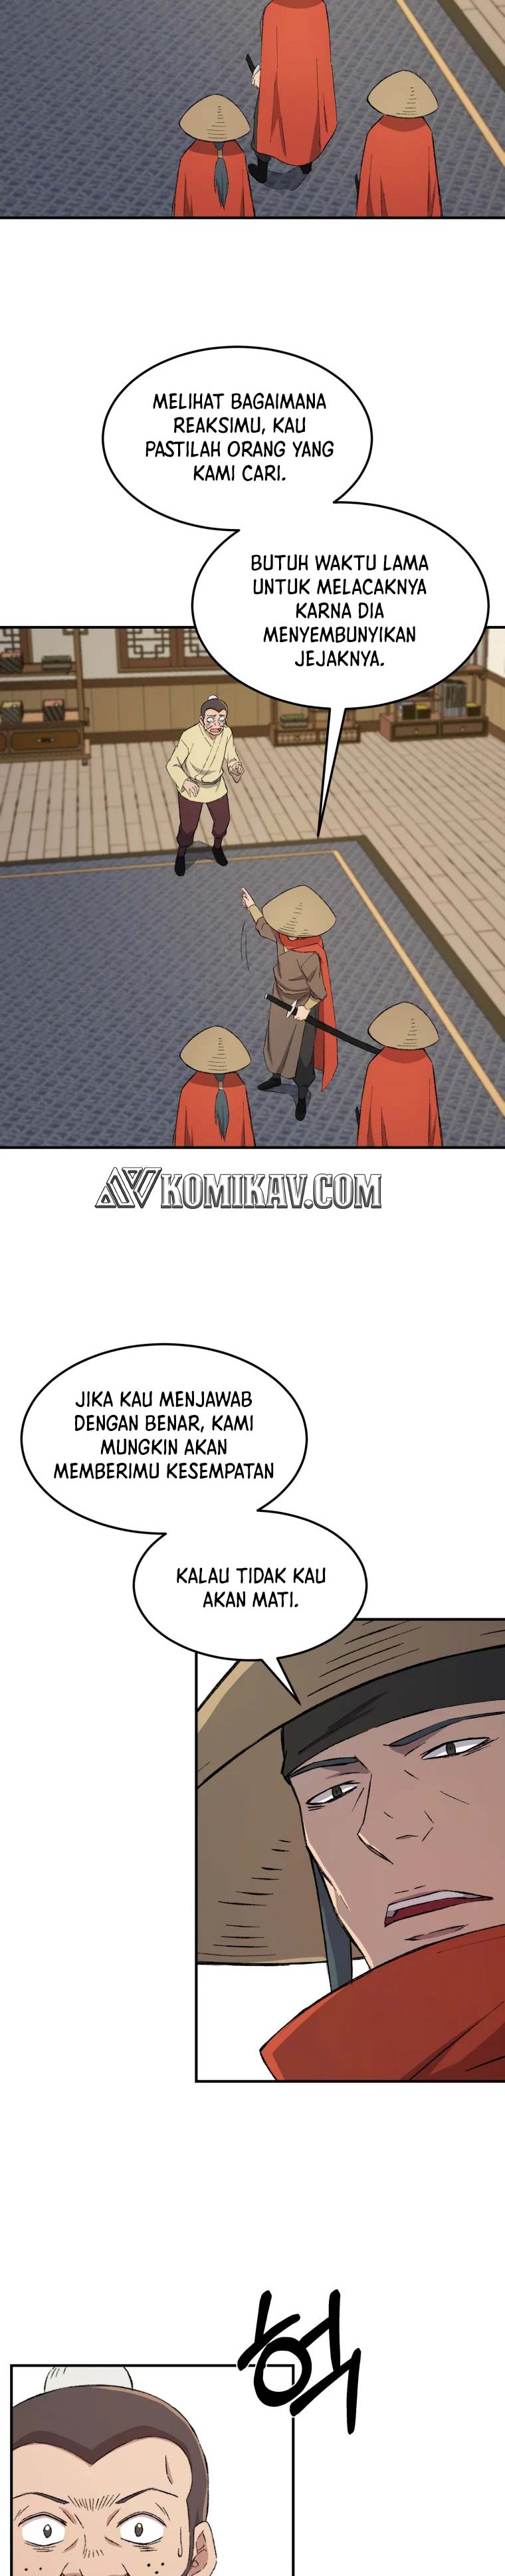 MELIHAT BAGAIMANA
REAKSIMU, KAU
PASTILAH ORANG YANG
KAMI CARI.
BUTUH WAKTU LAMA
UNTUK MELACAKNYA
KARNA DIA
MENYEMBUNYIKAN
JEJAKNYA.
KOMIKAV.COM
JIKA KAU MENJAWAB
DENGAN BENAR, KAMI
MUNGKIN AKAN
MEMBERIMU KESEMPATAN
KALAU TIDAK KAU
AKAN MATI.
헉